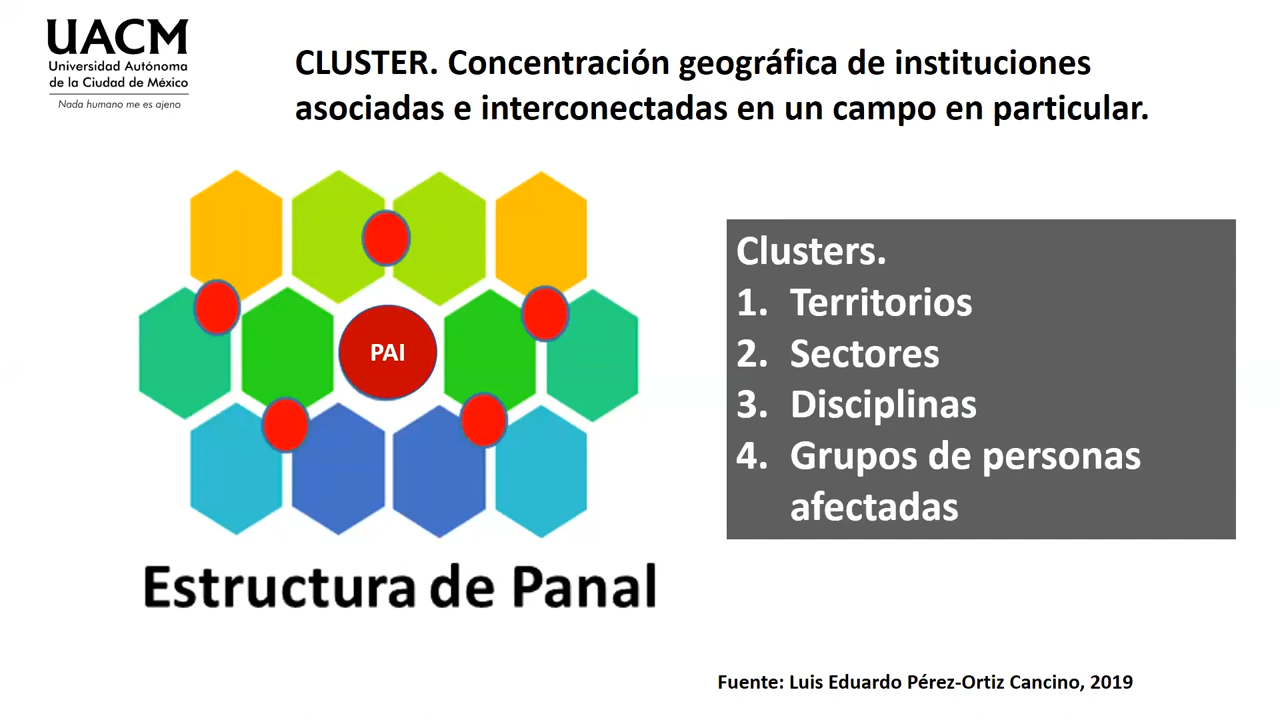 UACM
Universidad Autónoma
de la Ciudad de México
Nada humano me es ajeno
CLUSTER. Concentración geográfica de instituciones
asociadas e interconectadas en un campo en particular.
PAI
Estructura de Panal
Clusters.
1. Territorios
2. Sectores
3. Disciplinas
4. Grupos de personas
afectadas
Fuente: Luis Eduardo Pérez-Ortiz Cancino, 2019